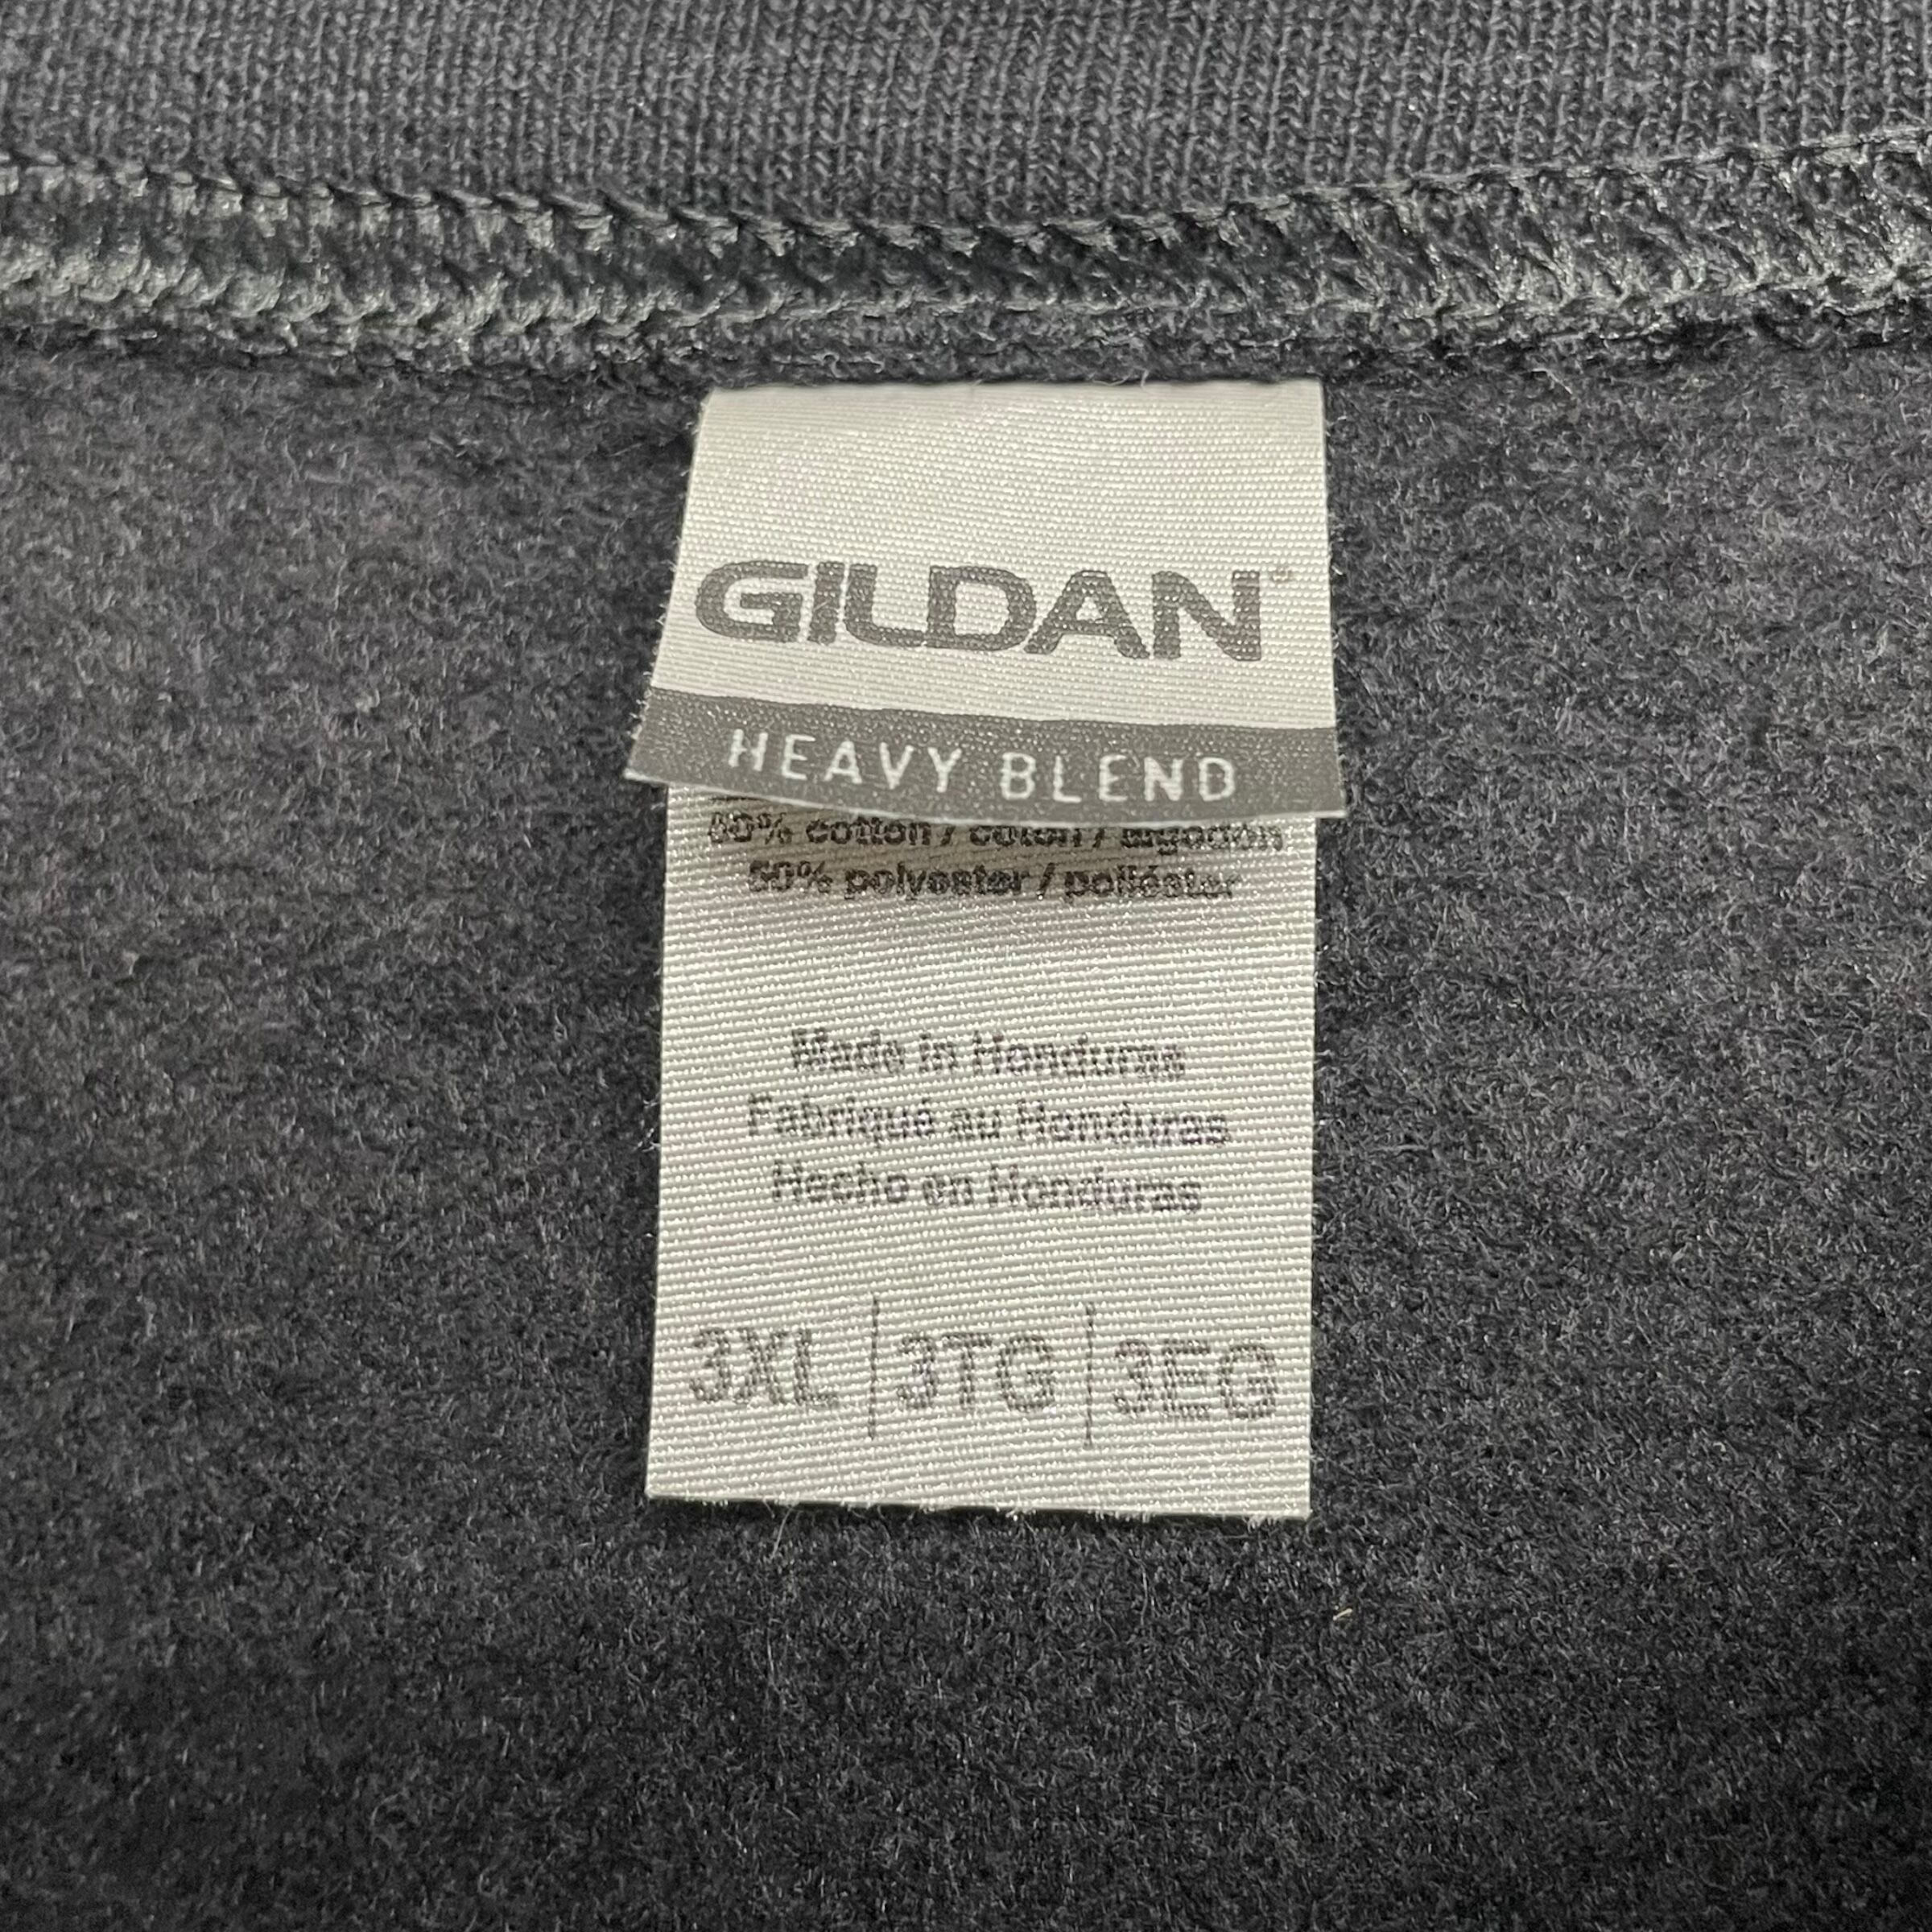 GILDAN
HEAVY BLEND
50% cotton / coton / algodón
50% polyester / poliéster
Made in Honduras
Fabriqué au Honduras
Hecho en Honduras
3XL | 3TG | 3EG